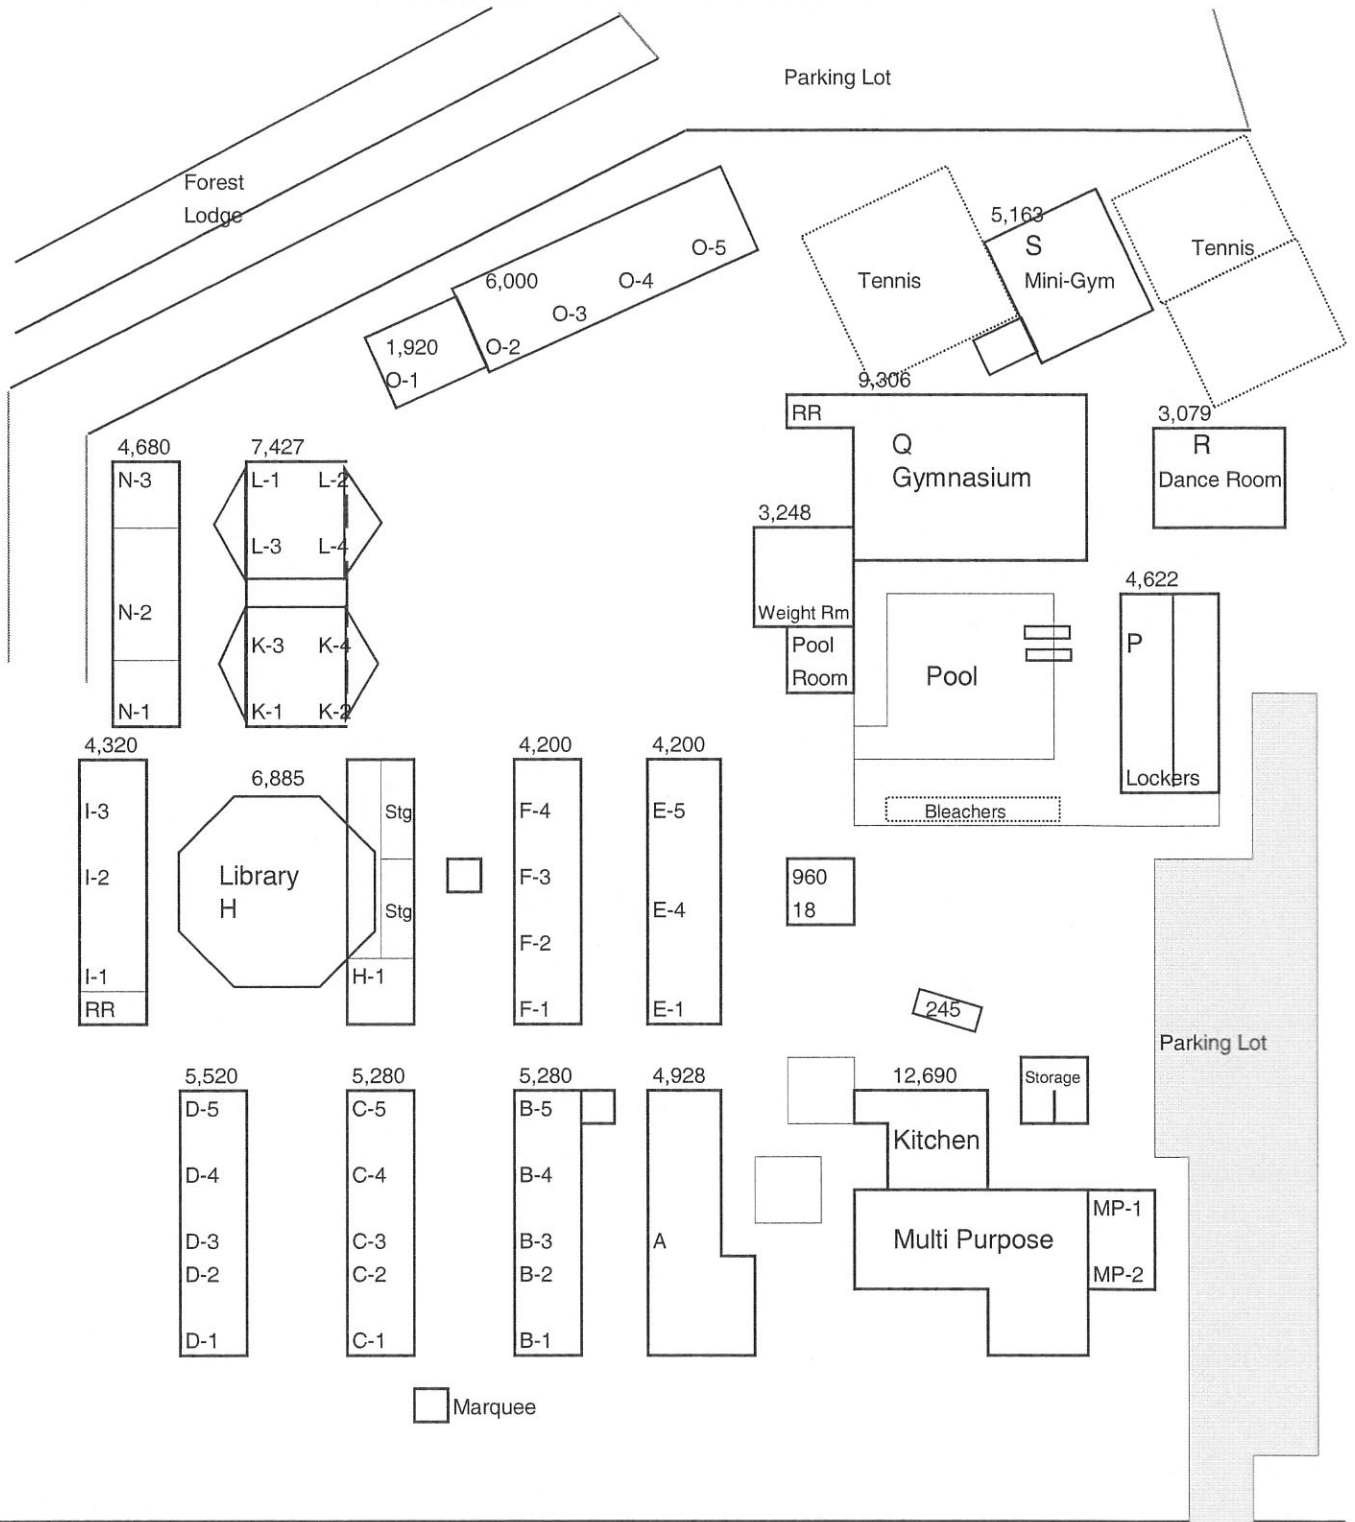 Parking Lot
Forest
Lodge
5,163
S
Mini-Gym
Tennis
Tennis
O-5
O-4
6,000
O-3
O-2
1,920
O-1
9,306
RR
Q
Gymnasium
3,079
R
Dance Room
4,680
N-3
N-2
N-1
7,427
L-1 L-2
L-3 L-4
K-3 K-4
K-1 K-2
3,248
Weight Rm
Pool
Room
Pool
4,622
P
Lockers
Bleachers
4,320
I-3
I-2
I-1
RR
6,885
Library
H
Stg
Stg
H-1
4,200
F-4
F-3
F-2
F-1
4,200
E-5
E-4
E-1
960
18
245
Parking Lot
5,520
D-5
D-4
D-3
D-2
D-1
5,280
C-5
C-4
C-3
C-2
C-1
5,280
B-5
B-4
B-3
B-2
B-1
4,928
A
12,690
Kitchen
Storage
Multi Purpose
MP-1
MP-2
Marquee